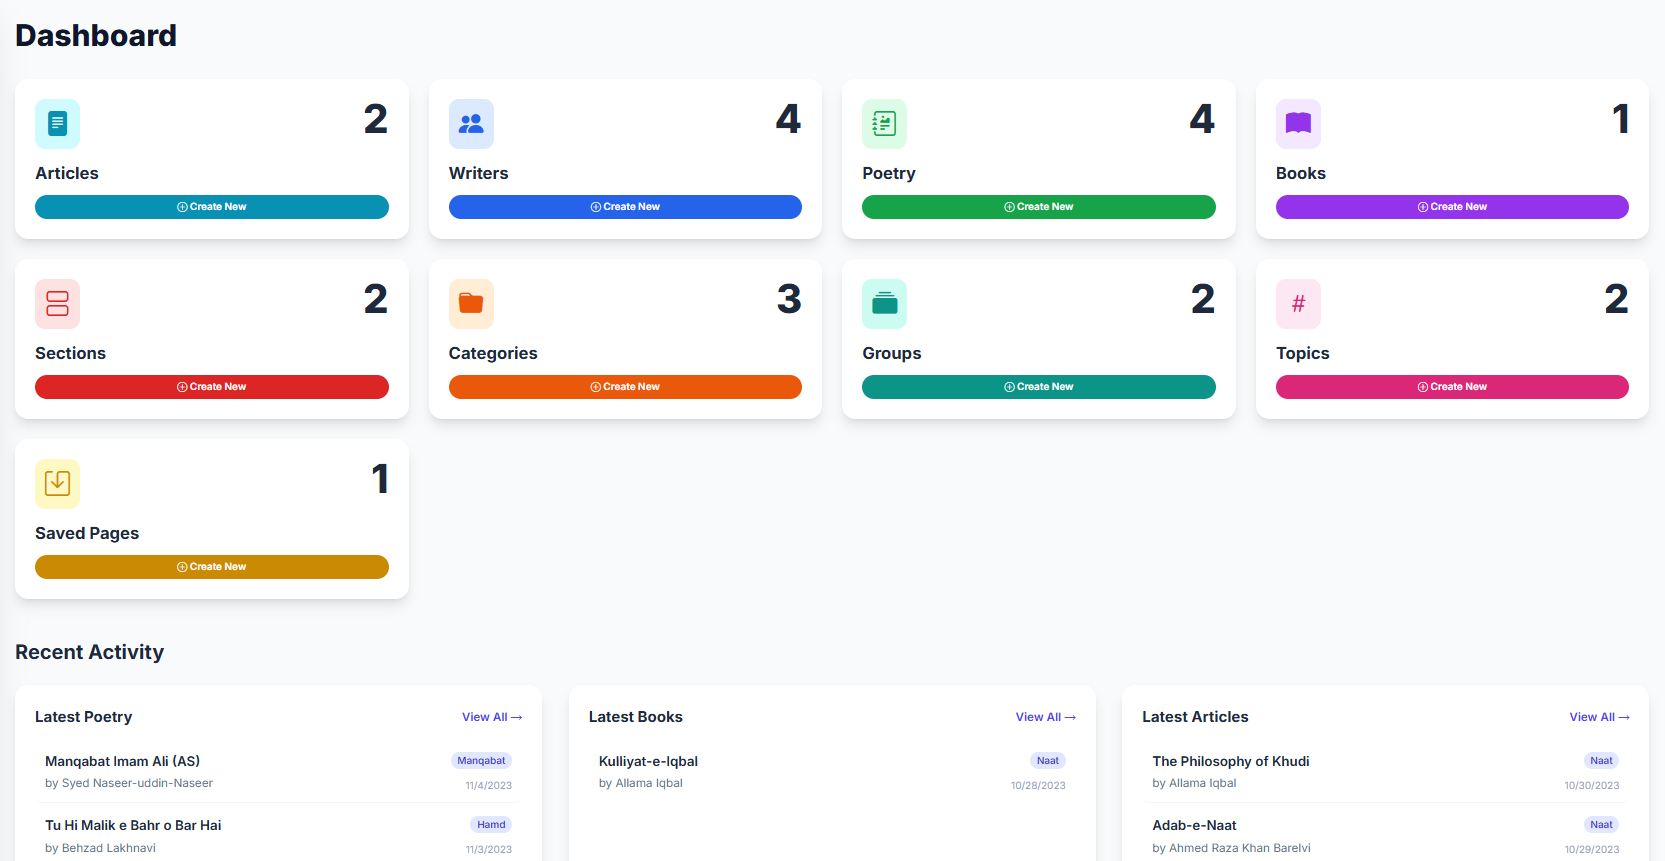 Dashboard
2
Articles
Create New
4
Writers
Create New
4
Poetry
Create New
1
Books
Create New
2
Sections
Create New
3
Categories
Create New
2
Groups
Create New
#
2
Topics
Create New
1
Saved Pages
Create New
Recent Activity
Latest Poetry
View All →
Manqabat Imam Ali (AS)
Manqabat
by Syed Naseer-uddin-Naseer
11/4/2023
Tu Hi Malik e Bahr o Bar Hai
Hamd
by Behzad Lakhnavi
11/3/2023
Latest Books
View All →
Kulliyat-e-Iqbal
Naat
by Allama Iqbal
10/28/2023
Latest Articles
View All →
The Philosophy of Khudi
Naat
by Allama Iqbal
10/30/2023
Adab-e-Naat
Naat
by Ahmed Raza Khan Barelvi
10/29/2023